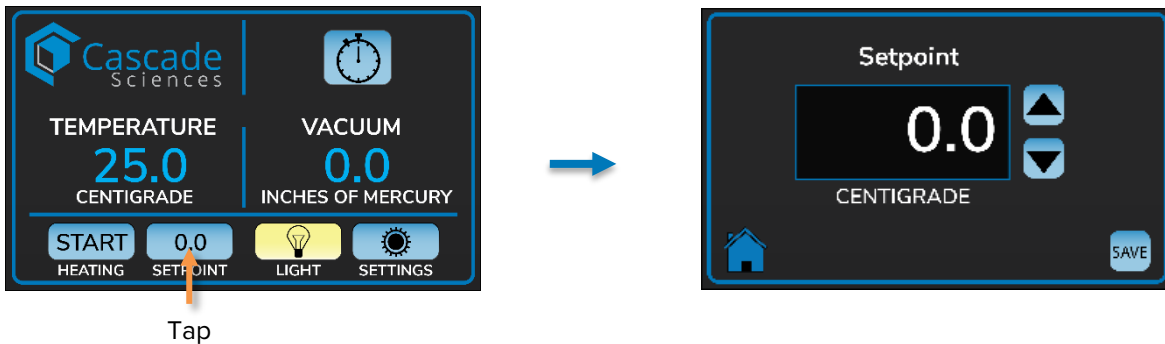 Cascade
Sciences
TEMPERATURE
25.0
CENTIGRADE
VACUUM
0.0
INCHES OF MERCURY
START
HEATING
0.0
SETPOINT
LIGHT
SETTINGS
Tap
Setpoint
0.0
CENTIGRADE
SAVE